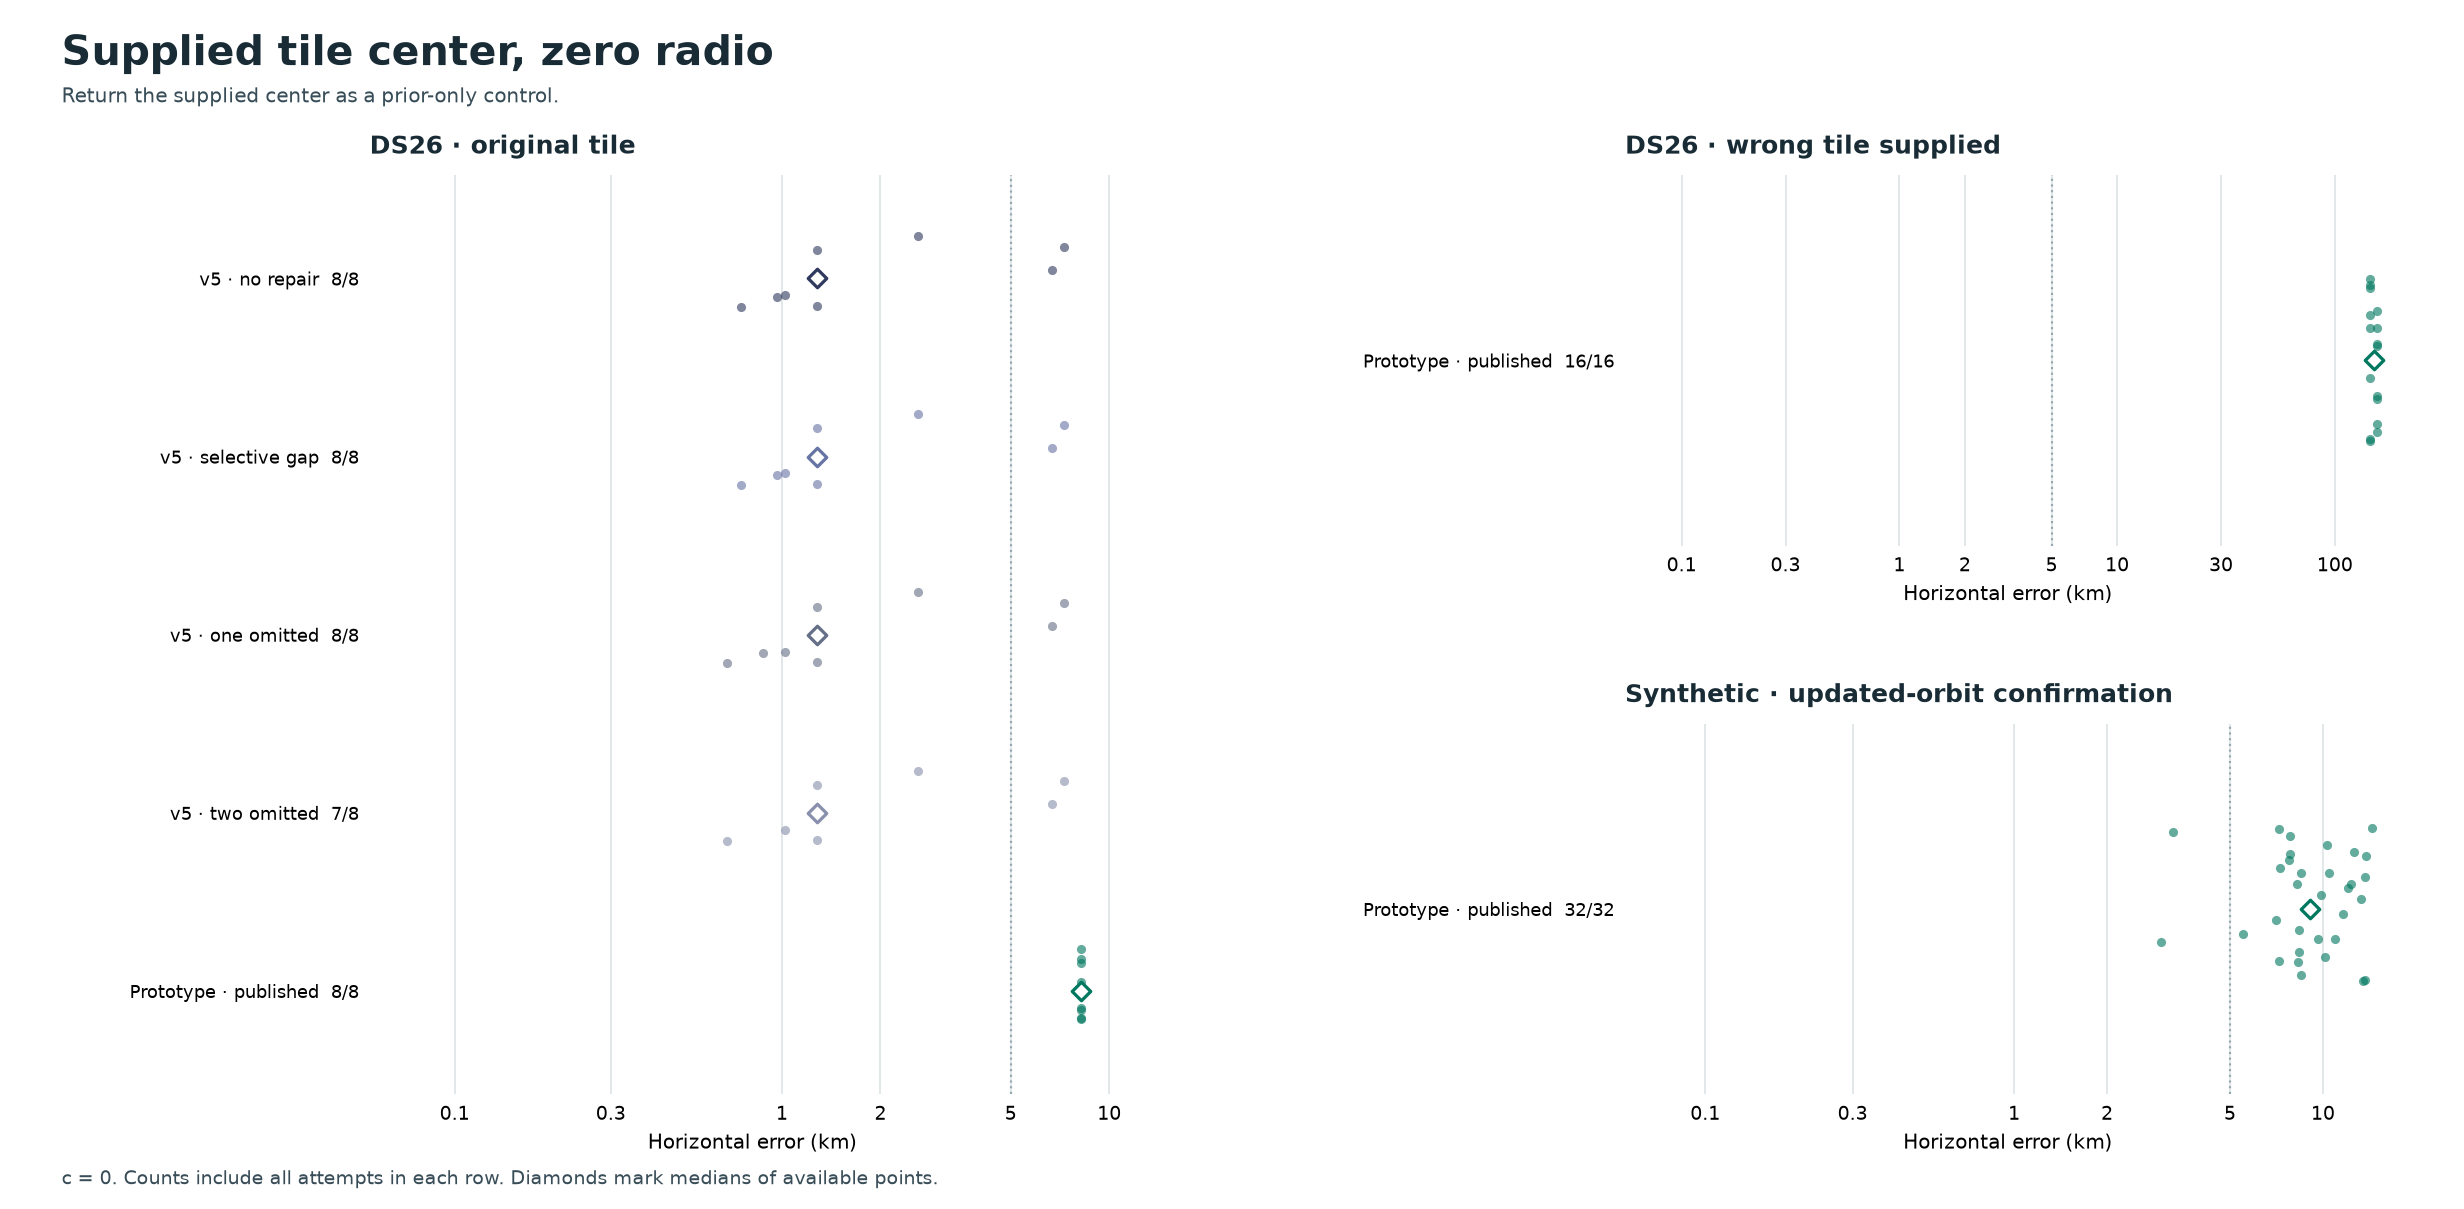 Supplied tile center, zero radio
Return the supplied center as a prior-only control.
DS26 · original tile
v5 · no repair 8/8
v5 · selective gap 8/8
v5 · one omitted 8/8
v5 · two omitted 7/8
Prototype · published 8/8
0.1 0.3 1 2 5 10
Horizontal error (km)
DS26 · wrong tile supplied
Prototype · published 16/16
0.1 0.3 1 2 5 10 30 100
Horizontal error (km)
Synthetic · updated-orbit confirmation
Prototype · published 32/32
0.1 0.3 1 2 5 10
Horizontal error (km)
c = 0. Counts include all attempts in each row. Diamonds mark medians of available points.